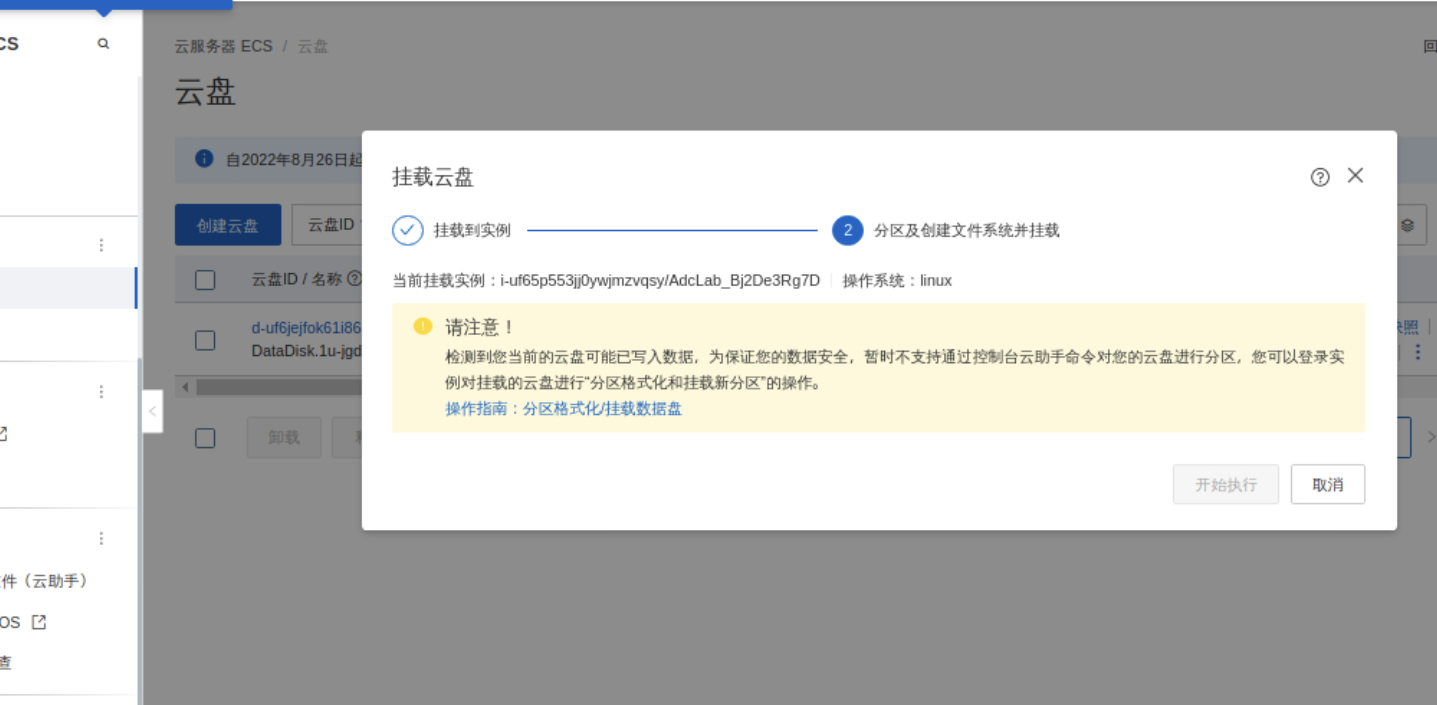 CS
云服务器 ECS / 云盘
云盘
自2022年8月26日起
挂载云盘
创建云盘
云盘ID
挂载到实例
2
分区及创建文件系统并挂载
云盘ID / 名称
当前挂载实例：i-uf65p553jj0ywjmzvqsy/AdcLab_Bj2De3Rg7D
操作系统：linux
请注意！
d-uf6jejfok61i86
DataDisk.1u-jgd
检测到您当前的云盘可能已写入数据，为保证您的数据安全，暂时不支持通过控制台云助手命令对您的云盘进行分区，您可以登录实
例对挂载的云盘进行“分区格式化和挂载新分区”的操作。
操作指南：分区格式化/挂载数据盘
卸载
开始执行
取消
件（云助手）
OS
查